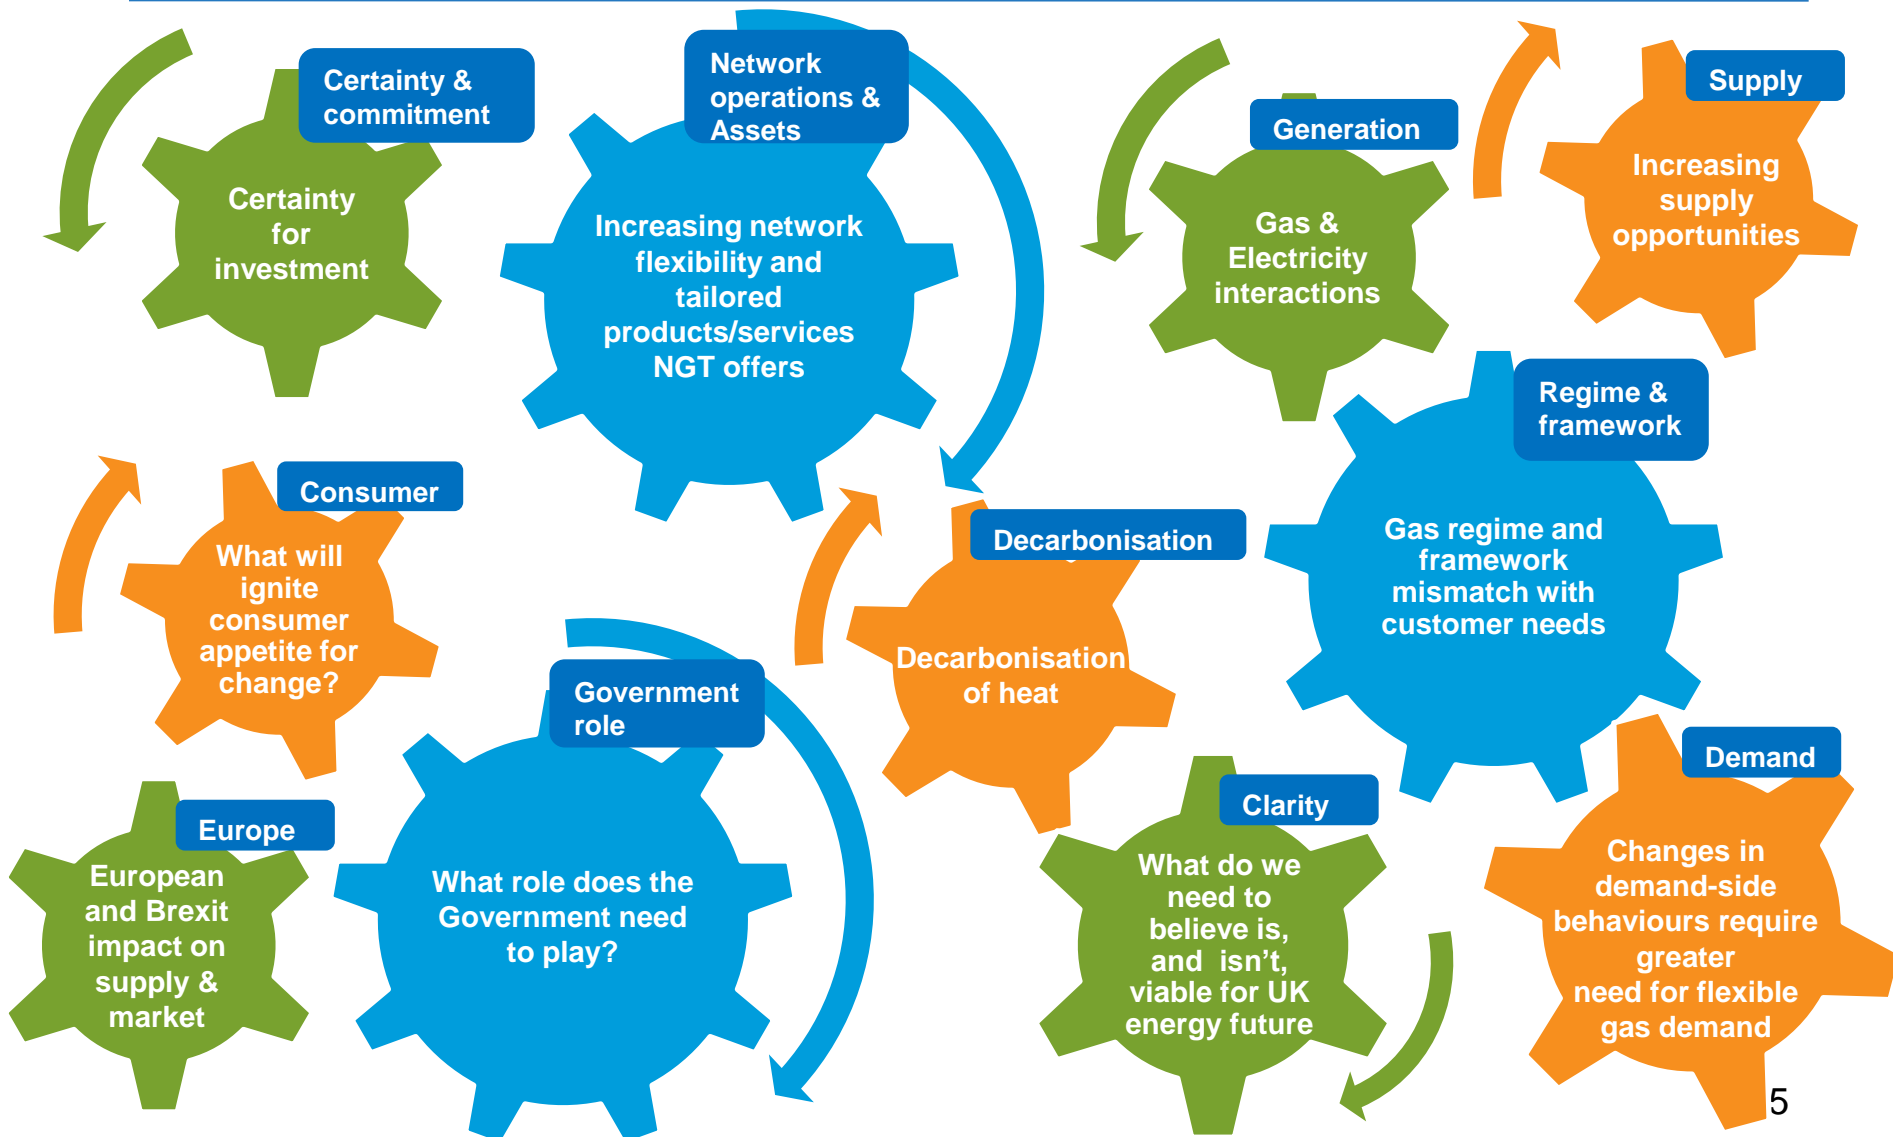 Certainty &
commitment
Certainty
for
investment
Network
operations &
Assets
Increasing network
flexibility and
tailored
products/services
NGT offers
Generation
Gas &
Electricity
interactions
Supply
Increasing
supply
opportunities
Consumer
What will
ignite
consumer
appetite for
change?
Decarbonisation
Decarbonisation
of heat
Regime &
framework
Gas regime and
framework
mismatch with
customer needs
Europe
European
and Brexit
impact on
supply &
market
Government
role
What role does the
Government need
to play?
Clarity
What do we
need to
believe is,
and  isn't,
viable for UK
energy future
Demand
Changes in
demand-side
behaviours require
greater
need for flexible
gas demand
5